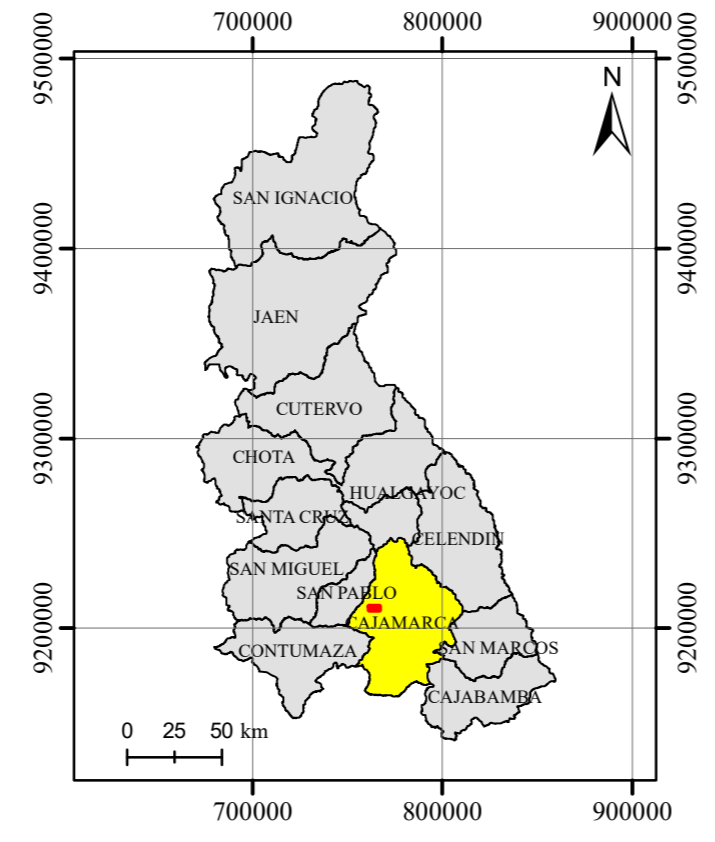 700000 800000 900000
9500000 9500000
N
SAN IGNACIO
9400000 9400000
JAEN
CUTERVO
9300000 9300000
CHOTA
HUALGAYOC
SANTA CRUZ
CELENDIN
SAN MIGUEL
SAN PABLO
CAJAMARCA
9200000 9200000
CONTUMAZA SAN MARCOS
CAJABAMBA
0 25 50 km
700000 800000 900000